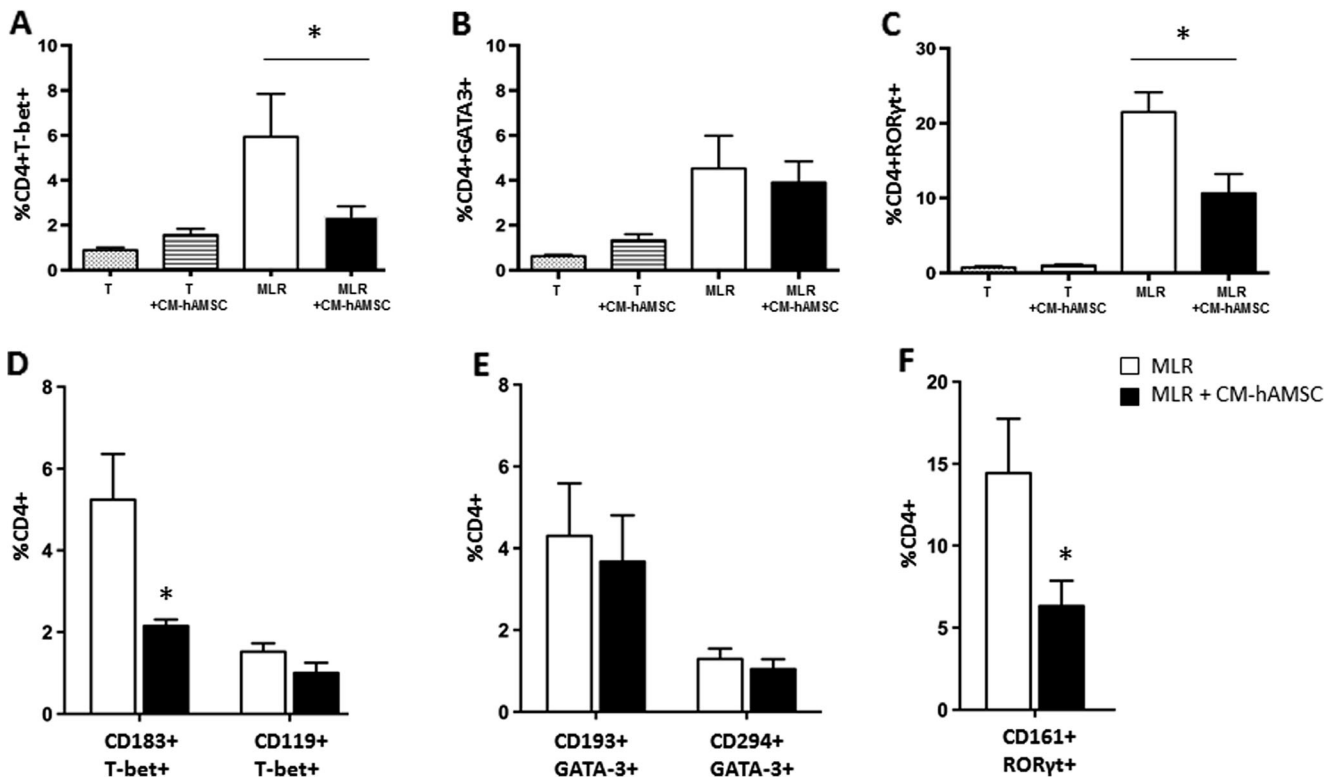 A
*
%CD4+T-bet+
10
8
6
4
2
0
T
T
+CM-hAMSC
MLR
MLR
+CM-hAMSC
B
%CD4+GATA3+
10
8
6
4
2
0
T
T
+CM-hAMSC
MLR
MLR
+CM-hAMSC
C
*
%CD4+RORγt+
30
20
10
0
T
T
+CM-hAMSC
MLR
MLR
+CM-hAMSC
D
%CD4+
8
6
4
2
0
*
CD183+
T-bet+
CD119+
T-bet+
E
%CD4+
8
6
4
2
0
CD193+
GATA-3+
CD294+
GATA-3+
F
%CD4+
20
15
10
5
0
*
CD161+
RORγt+
MLR
MLR + CM-hAMSC